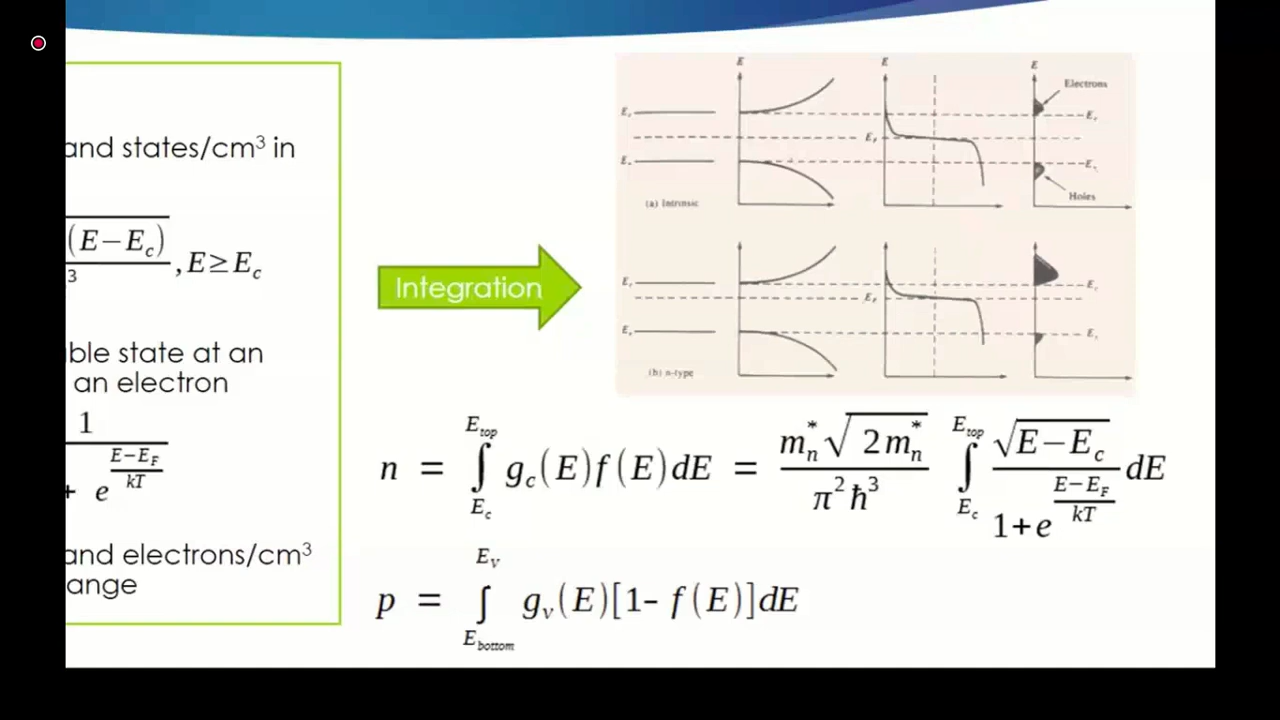 and states/cm³ in
(E−E_c)
3
, E≥E_c
ble state at an
an electron
1
+ e^((E−E_F)/kT)
and electrons/cm³
ange
Integration
E E E
Electrons
E_c E_c
E_F
E_v E_v
Holes
(a) Intrinsic
E_c E_c
E_F
E_v E_v
(b) n-type
n = ∫_{E_c}^{E_top} g_c(E)f(E)dE = (m_n^*√(2m_n^*))/(π²ħ³) ∫_{E_c}^{E_top} √(E−E_c)/(1+e^((E−E_F)/kT)) dE
p = ∫_{E_bottom}^{E_V} g_v(E)[1− f(E)]dE